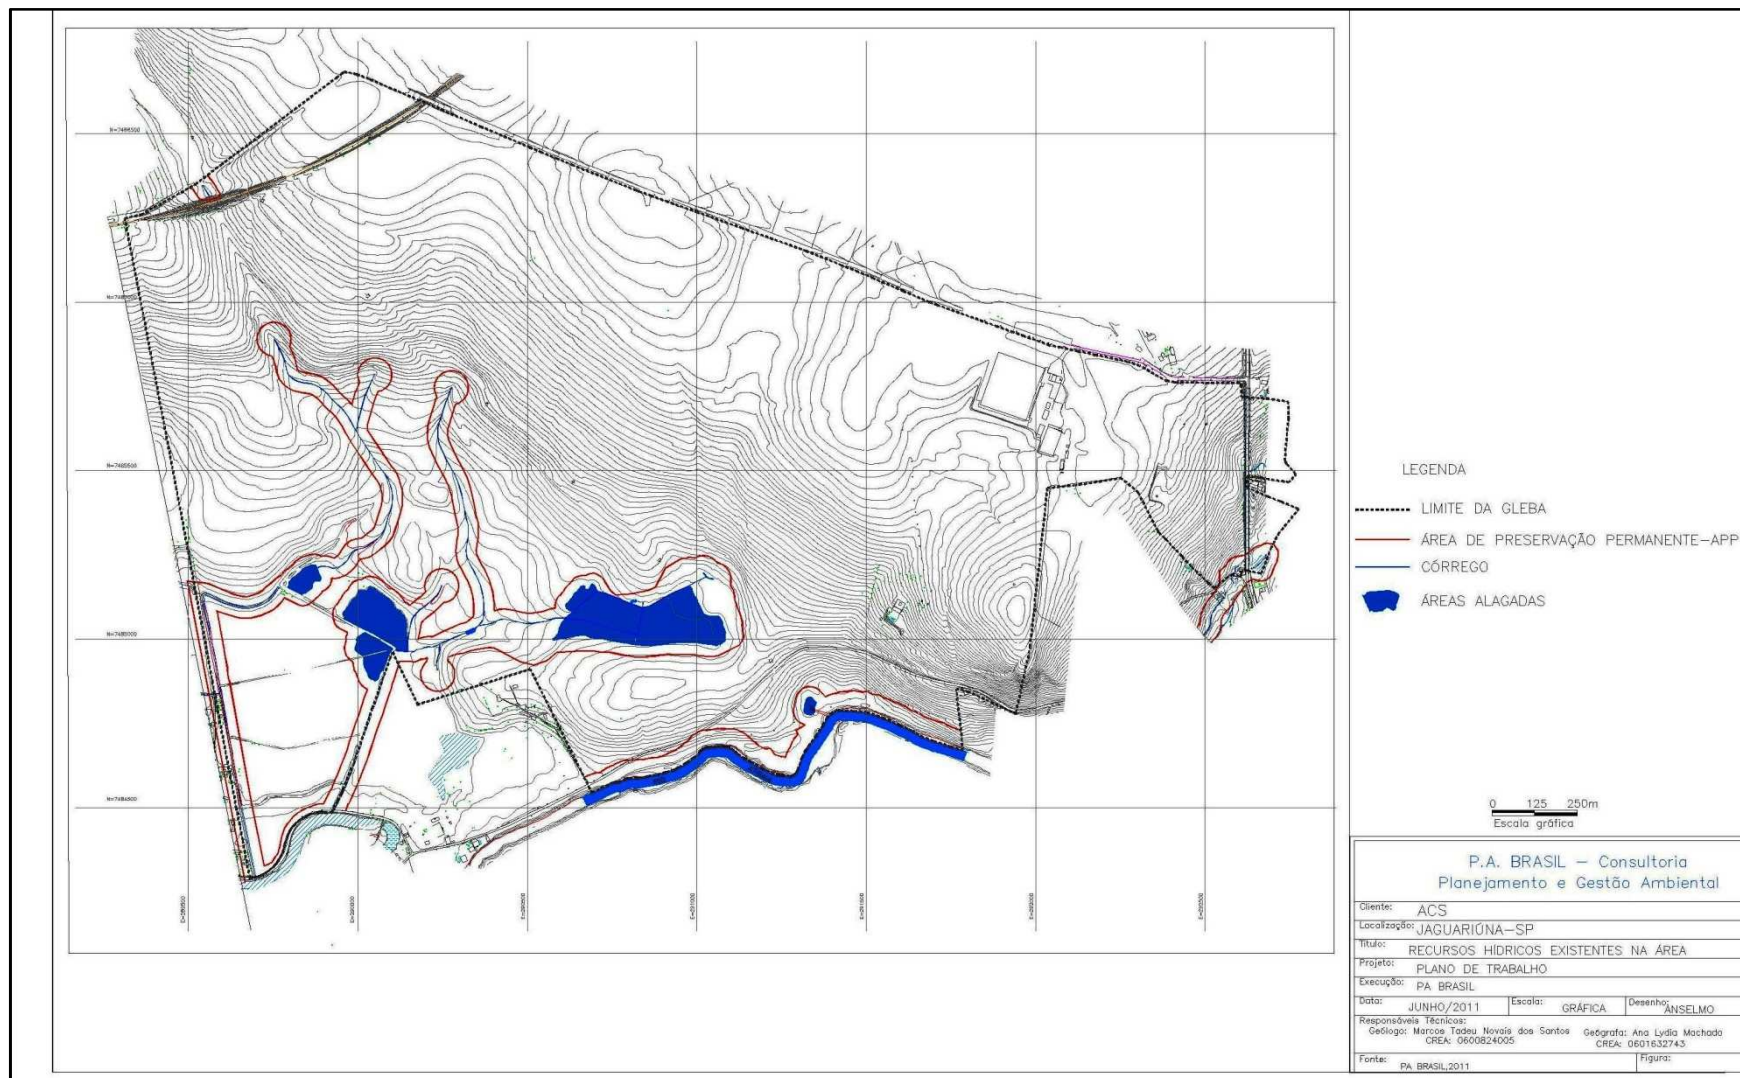 LEGENDA
LIMITE DA GLEBA
ÁREA DE PRESERVAÇÃO PERMANENTE-APP
CÓRREGO
ÁREAS ALAGADAS
0 125 250m
Escala gráfica
P.A. BRASIL - Consultoria
Planejamento e Gestão Ambiental
Cliente: ACS
Localização: JAGUARIÚNA-SP
Título: RECURSOS HÍDRICOS EXISTENTES NA ÁREA
Projeto: PLANO DE TRABALHO
Execução: PA BRASIL
Data: JUNHO/2011 Escala: GRÁFICA Desenho: ANSELMO
Responsáveis Técnicos:
Geólogo: Marcos Tadeu Novais dos Santos Geógrafa: Ana Lydia Machado
CREA: 0600824005 CREA: 0601632743
Fonte: PA BRASIL,2011 Figura: